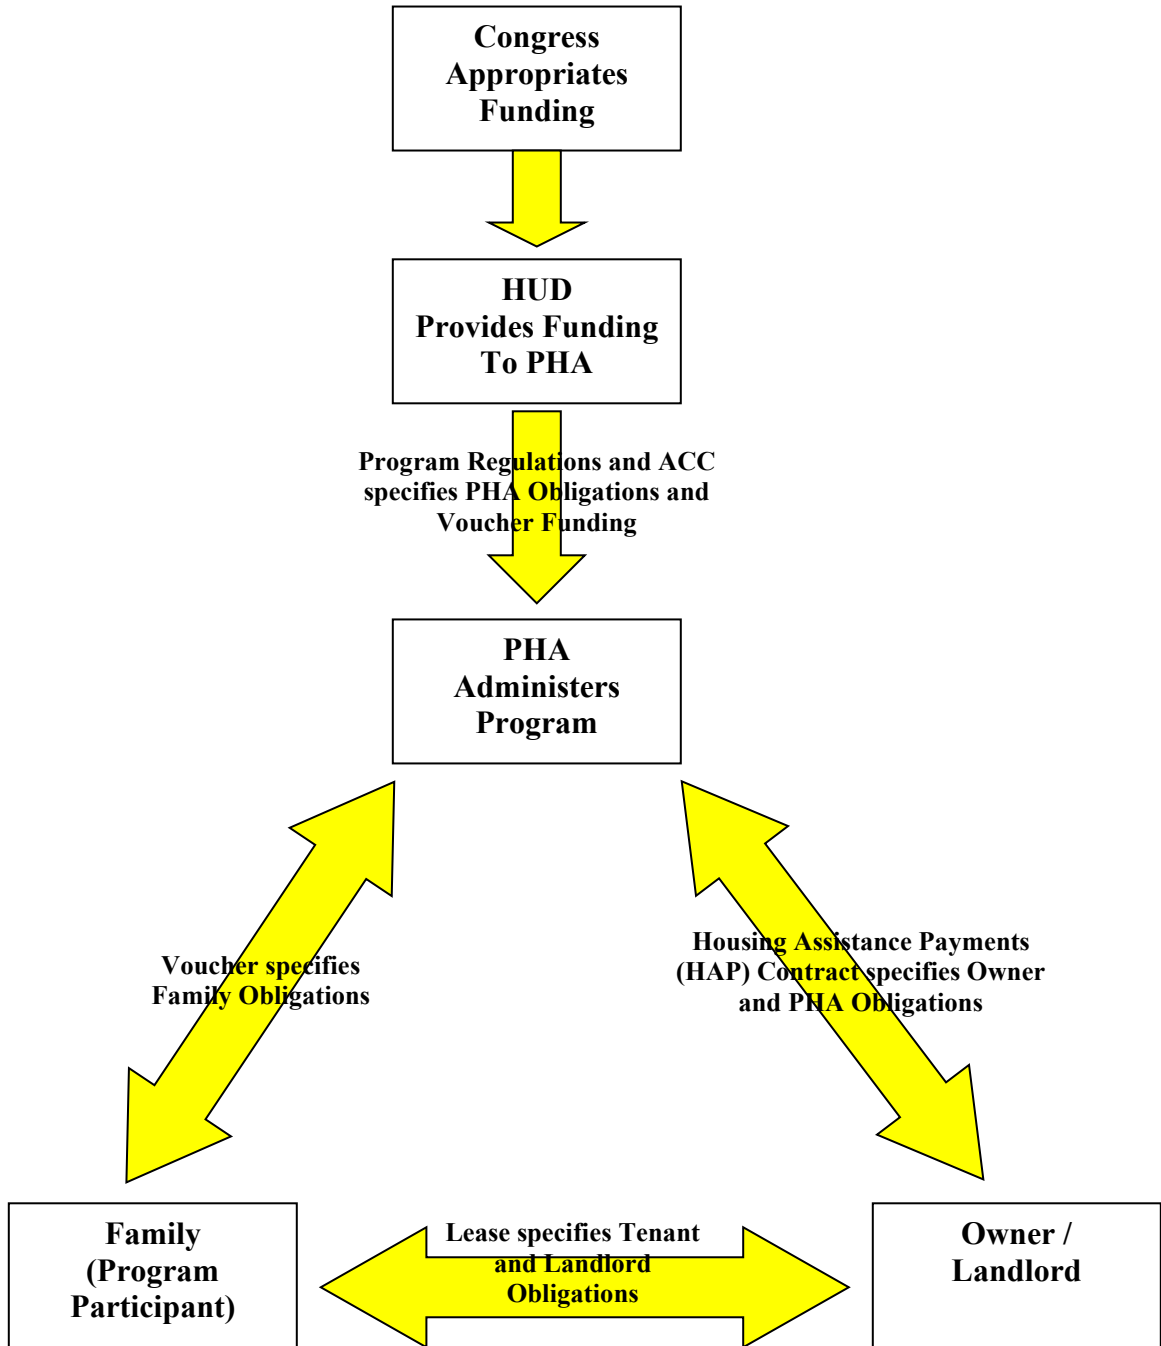 Congress
Appropriates
Funding
HUD
Provides Funding
To PHA
Program Regulations and ACC
specifies PHA Obligations and
Voucher Funding
PHA
Administers
Program
Voucher specifies
Family Obligations
Housing Assistance Payments
(HAP) Contract specifies Owner
and PHA Obligations
Family
(Program
Participant)
Lease specifies Tenant
and Landlord
Obligations
Owner /
Landlord